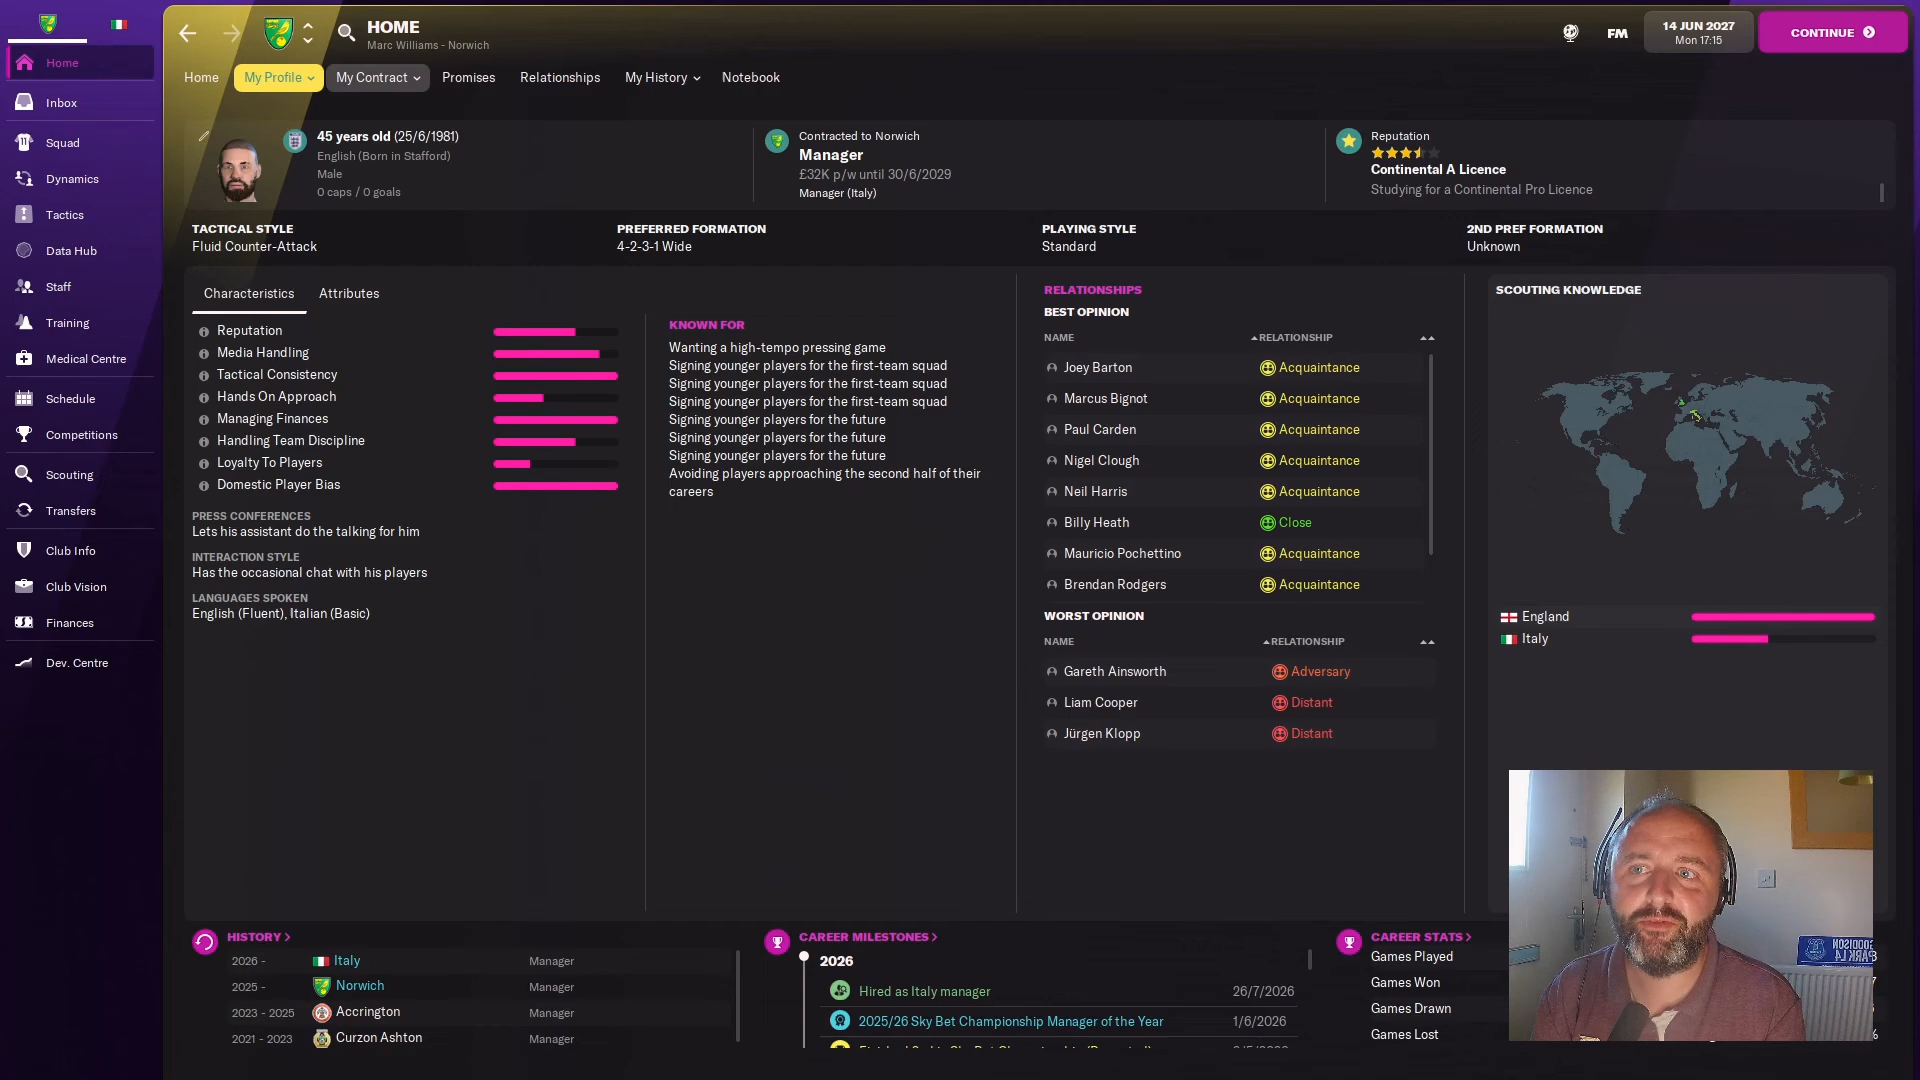 HOME
Marc Williams - Norwich
FM
14 JUN 2027
Mon 17:15
CONTINUE
Home
My Profile
My Contract
Promises
Relationships
My History
Notebook
Home
Inbox
Squad
Dynamics
Tactics
Data Hub
Staff
Training
Medical Centre
Schedule
Competitions
Scouting
Transfers
Club Info
Club Vision
Finances
Dev. Centre
45 years old (25/6/1981)
English (Born in Stafford)
Male
0 caps / 0 goals
Contracted to Norwich
Manager
£32K p/w until 30/6/2029
Manager (Italy)
Reputation
Continental A Licence
Studying for a Continental Pro Licence
TACTICAL STYLE
Fluid Counter-Attack
PREFERRED FORMATION
4-2-3-1 Wide
PLAYING STYLE
Standard
2ND PREF FORMATION
Unknown
Characteristics
Attributes
Reputation
Media Handling
Tactical Consistency
Hands On Approach
Managing Finances
Handling Team Discipline
Loyalty To Players
Domestic Player Bias
PRESS CONFERENCES
Lets his assistant do the talking for him
INTERACTION STYLE
Has the occasional chat with his players
LANGUAGES SPOKEN
English (Fluent), Italian (Basic)
KNOWN FOR
Wanting a high-tempo pressing game
Signing younger players for the first-team squad
Signing younger players for the first-team squad
Signing younger players for the first-team squad
Signing younger players for the future
Signing younger players for the future
Signing younger players for the future
Avoiding players approaching the second half of their
careers
RELATIONSHIPS
BEST OPINION
NAME RELATIONSHIP
Joey Barton Acquaintance
Marcus Bignot Acquaintance
Paul Carden Acquaintance
Nigel Clough Acquaintance
Neil Harris Acquaintance
Billy Heath Close
Mauricio Pochettino Acquaintance
Brendan Rodgers Acquaintance
WORST OPINION
NAME RELATIONSHIP
Gareth Ainsworth Adversary
Liam Cooper Distant
Jürgen Klopp Distant
SCOUTING KNOWLEDGE
England
Italy
HISTORY
2026 - Italy Manager
2025 - Norwich Manager
2023 - 2025 Accrington Manager
2021 - 2023 Curzon Ashton Manager
CAREER MILESTONES
2026
Hired as Italy manager 26/7/2026
2025/26 Sky Bet Championship Manager of the Year 1/6/2026
CAREER STATS
Games Played
Games Won
Games Drawn
Games Lost
GOODISON
PARK L4